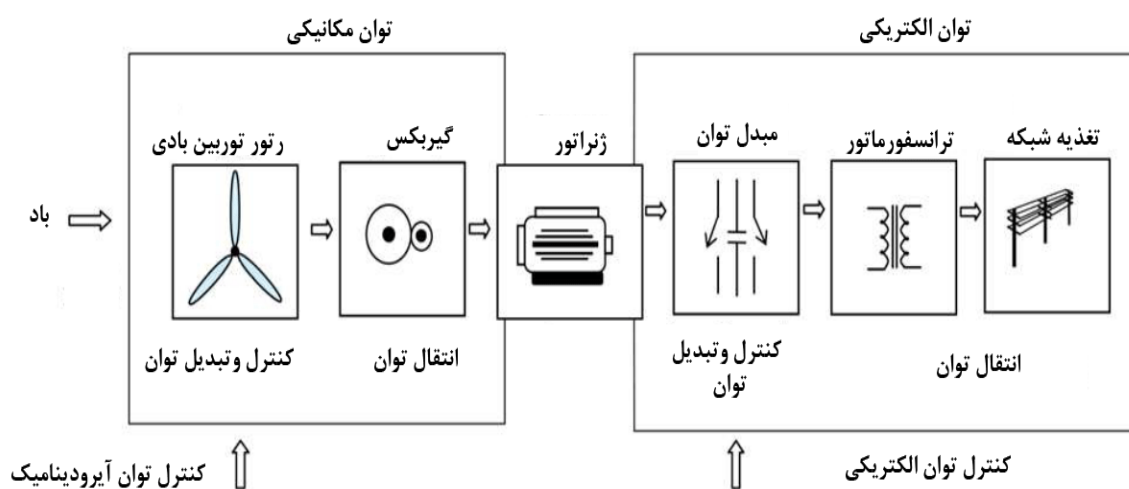 توان مکانیکی
توان الکتریکی
رتور توربین بادی
گیربکس
ژنراتور
مبدل توان
ترانسفورماتور
تغذیه شبکه
باد
کنترل وتبدیل توان
انتقال توان
کنترل وتبدیل
توان
انتقال توان
کنترل توان آیرودینامیک
کنترل توان الکتریکی